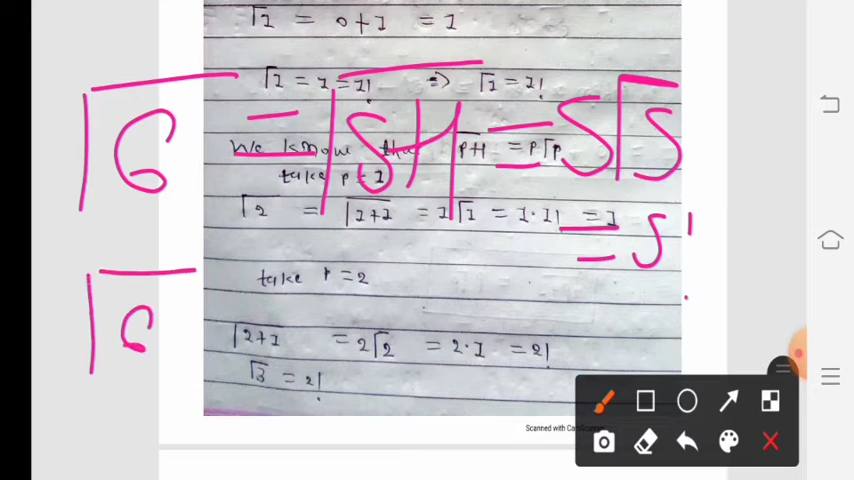 Γ1 = 0+1 = 1
Γ1 = 1 = 1! ⇒ Γ1 = 1!
We know that Γp+1 = pΓp
take p = 1
Γ2 = Γ1+1 = 1Γ1 = 1·1! = 1
take p = 2
Γ2+1 = 2Γ2 = 2·1 = 2!
Γ3 = 2!
Γ6 = Γ5+1 = 5Γ5
= 5!
Γ6
Scanned with